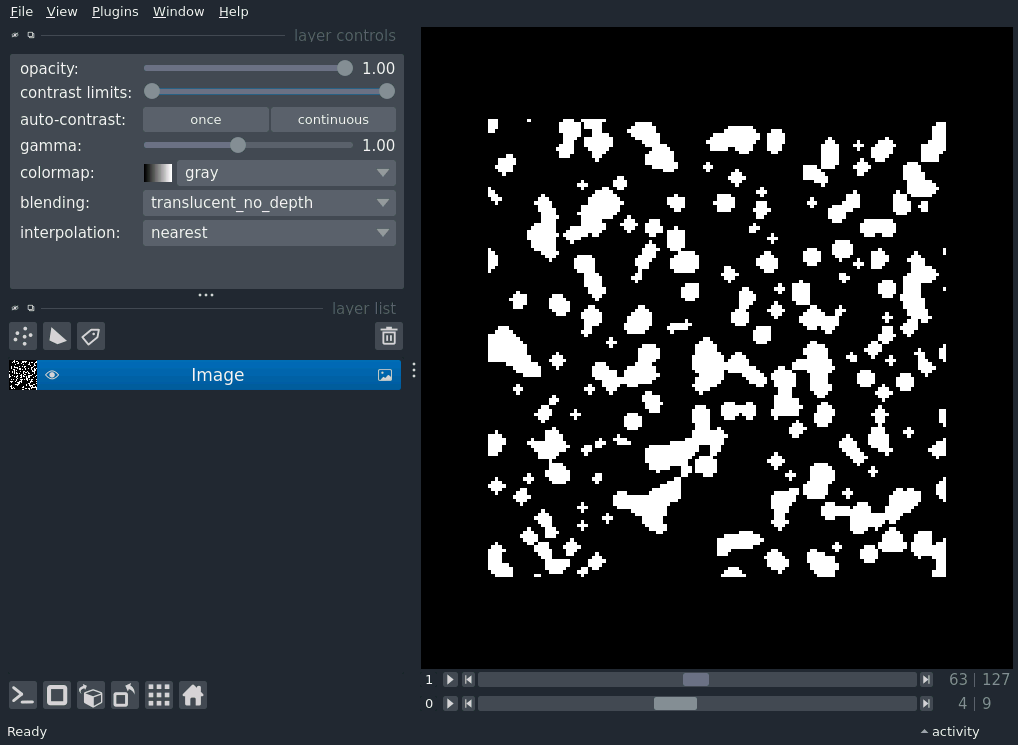 File View Plugins Window Help
layer controls
opacity: 1.00
contrast limits:
auto-contrast: once continuous
gamma: 1.00
colormap: gray
blending: translucent_no_depth
interpolation: nearest
layer list
Image
1 63 | 127
0 4 | 9
Ready activity